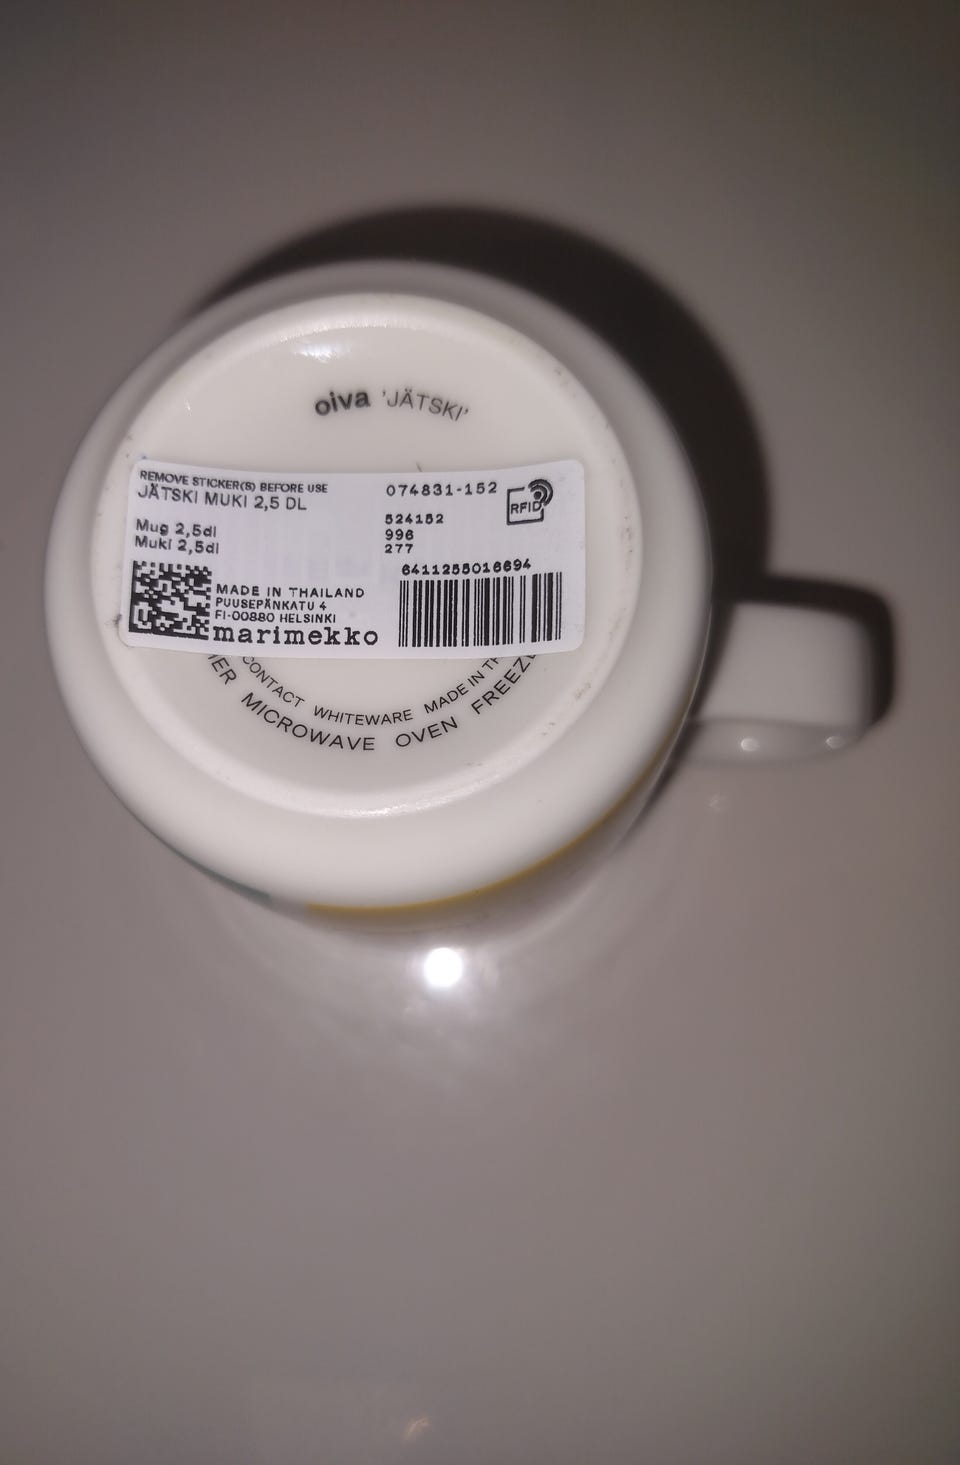 oiva 'JÄTSKI'
REMOVE STICKER(S) BEFORE USE
JÄTSKI MUKI 2,5 DL
074831-152
RFID
524152
996
277
Mug 2,5dl
Muki 2,5dl
6411255016694
MADE IN THAILAND
PUUSEPÄNKATU 4
FI-00880 HELSINKI
marimekko
CONTACT WHITEWARE MADE IN
MICROWAVE OVEN